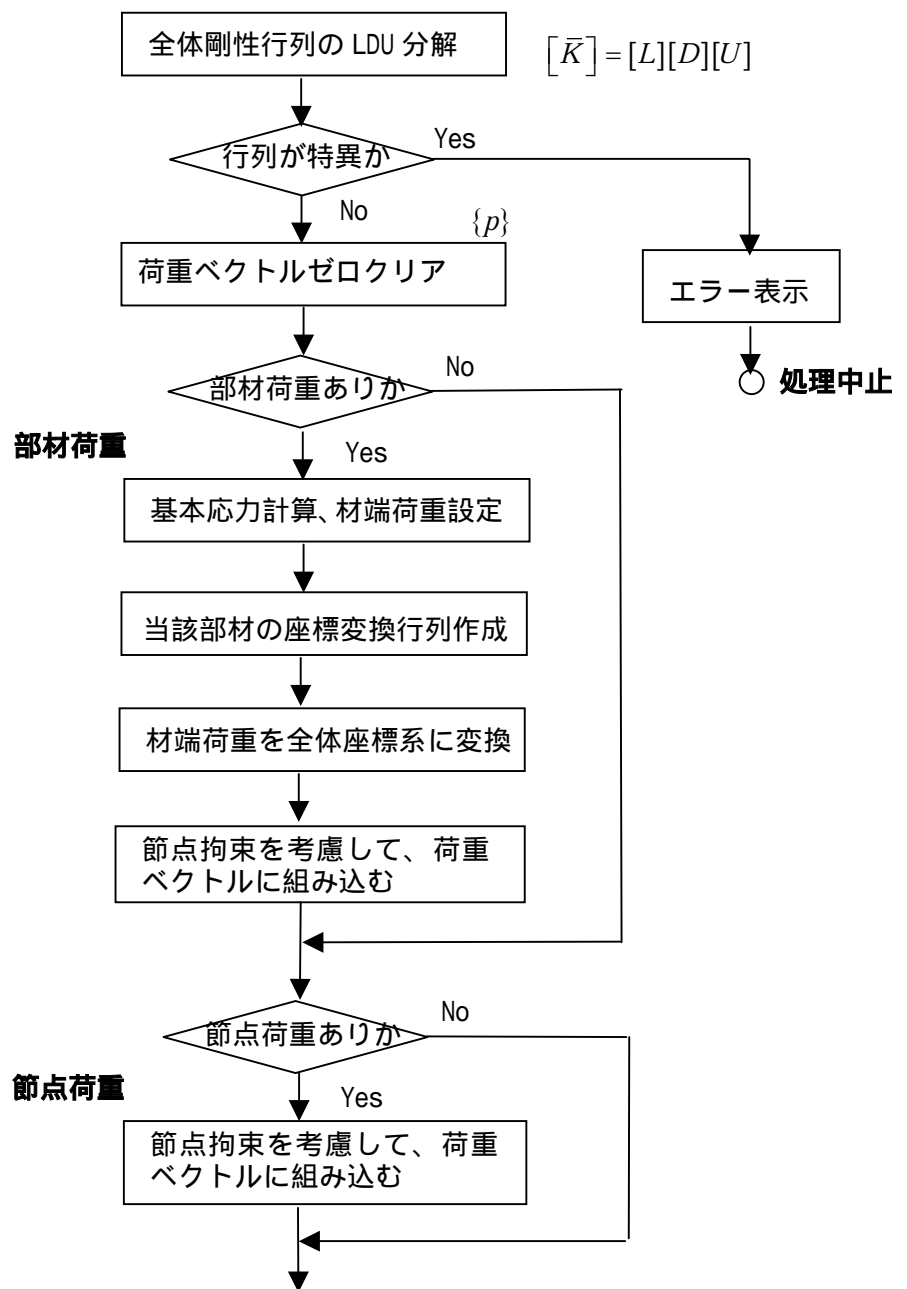 全体剛性行列の LDU 分解
[K̄] = [L][D][U]
行列が特異か
Yes
No
{p}
荷重ベクトルゼロクリア
エラー表示
処理中止
部材荷重ありか
No
部材荷重
Yes
基本応力計算、材端荷重設定
当該部材の座標変換行列作成
材端荷重を全体座標系に変換
節点拘束を考慮して、荷重
ベクトルに組み込む
節点荷重ありか
No
節点荷重
Yes
節点拘束を考慮して、荷重
ベクトルに組み込む